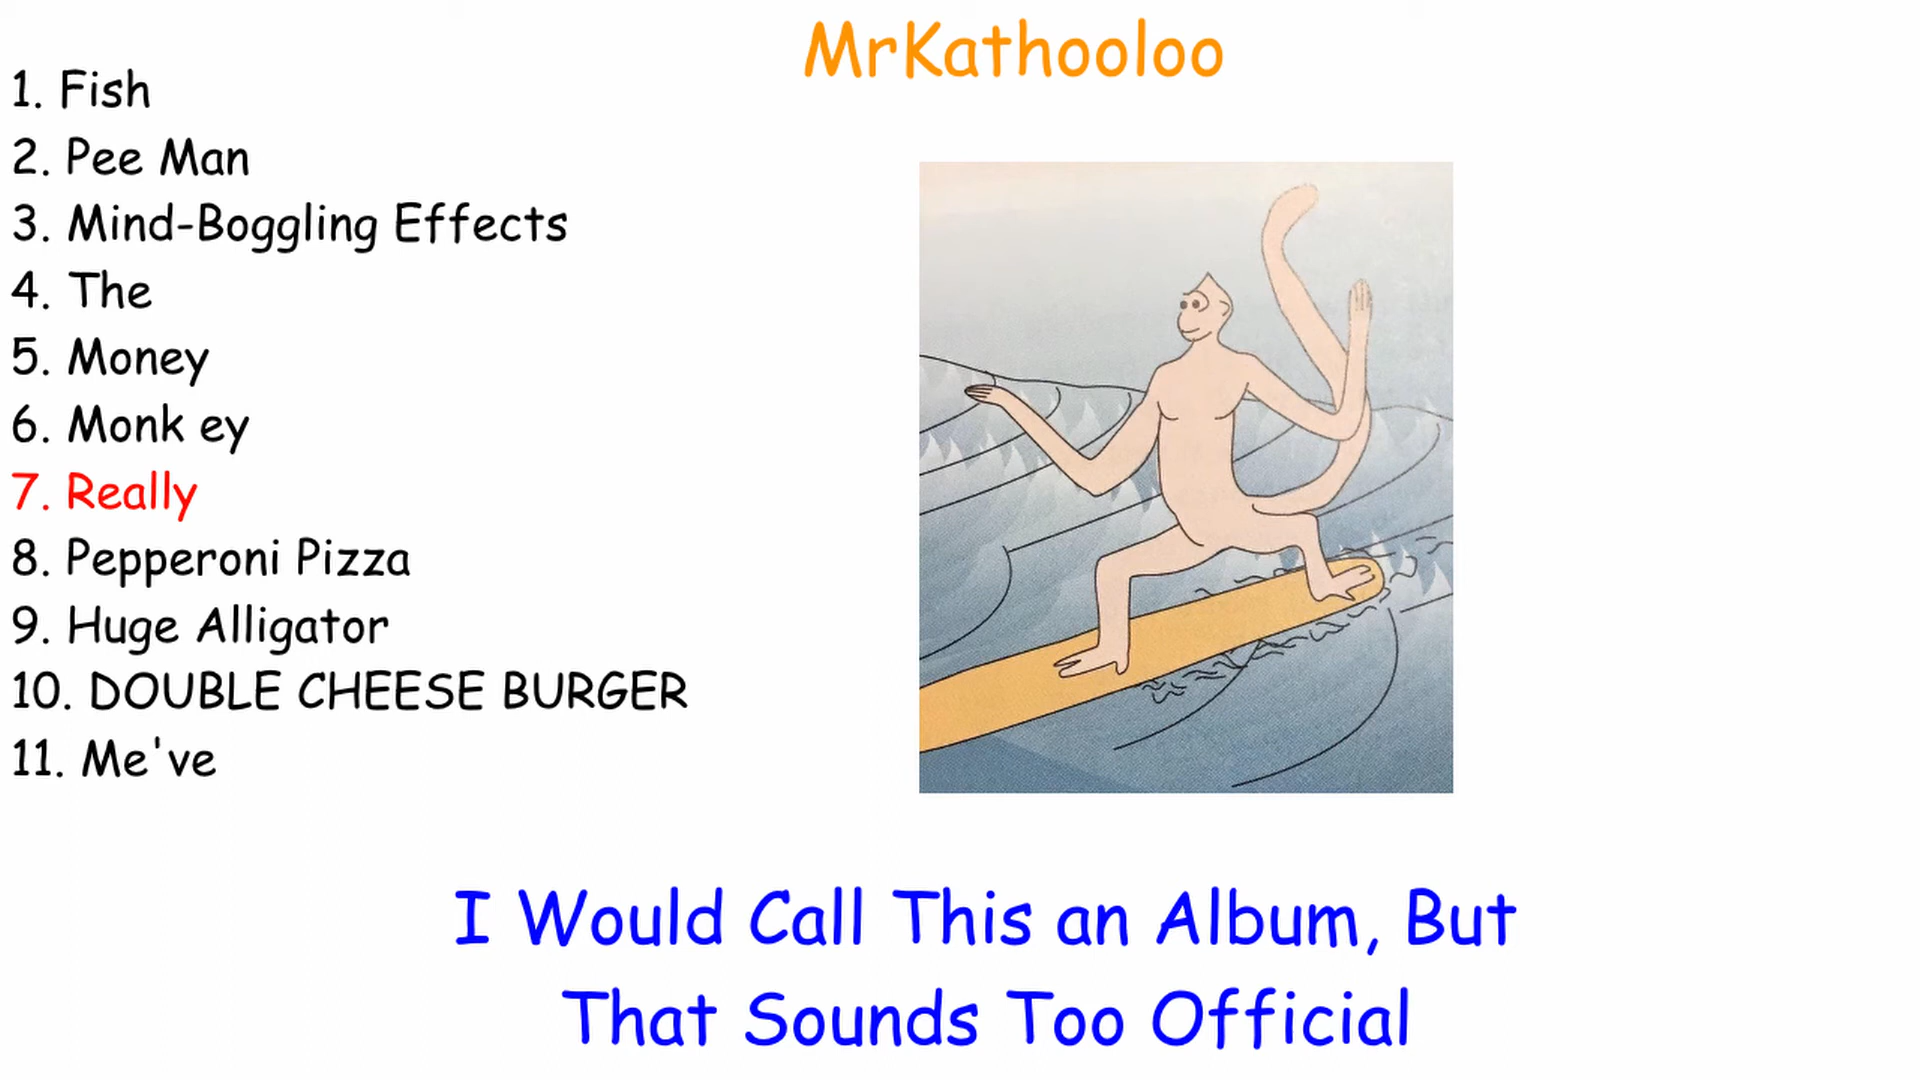 MrKathooloo
1. Fish
2. Pee Man
3. Mind-Boggling Effects
4. The
5. Money
6. Monk ey
7. Really
8. Pepperoni Pizza
9. Huge Alligator
10. DOUBLE CHEESE BURGER
11. Me've
I Would Call This an Album, But
That Sounds Too Official